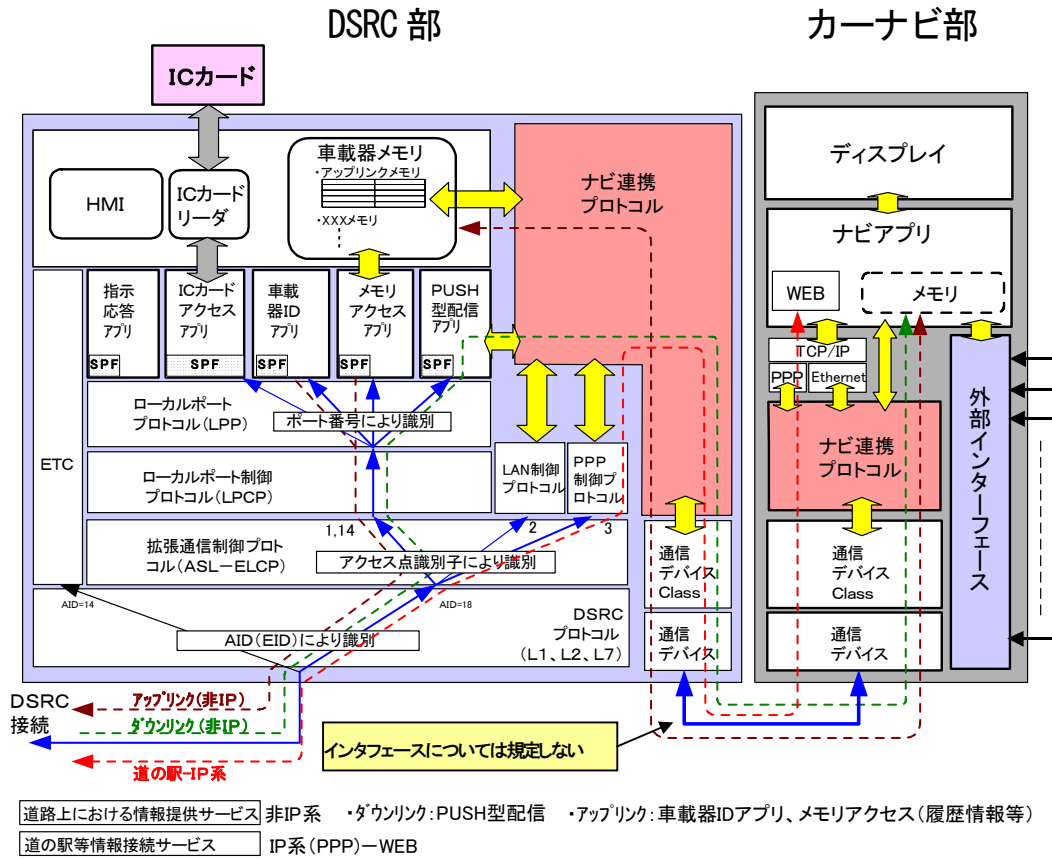 DSRC 部
カーナビ部
ICカード
HMI
ICカード
リーダ
車載器メモリ
・アップリンクメモリ
・XXXメモリ
ナビ連携
プロトコル
ディスプレイ
ナビアプリ
WEB
メモリ
TCP/IP
PPP
Ethernet
ナビ連携
プロトコル
外部インターフェース
指示
応答
アプリ
SPF
ICカード
アクセス
アプリ
SPF
車載
器ID
アプリ
SPF
メモリ
アクセス
アプリ
SPF
PUSH
型配信
アプリ
SPF
ETC
ローカルポート
プロトコル(LPP)
ポート番号により識別
ローカルポート制御
プロトコル(LPCP)
LAN制御
プロトコル
PPP
制御プ
ロトコル
1,14
2
3
拡張通信制御プロト
コル(ASL-ELCP)
アクセス点識別子により識別
通信
デバイス
Class
通信
デバイス
Class
AID=14
AID=18
AID(EID)により識別
DSRC
プロトコル
(L1、L2、L7)
通信
デバイス
通信
デバイス
DSRC
接続
アップリンク(非IP)
ダウンリンク(非IP)
道の駅-IP系
インタフェースについては規定しない
道路上における情報提供サービス 非IP系 ・ダウンリンク:PUSH型配信 ・アップリンク:車載器IDアプリ、メモリアクセス(履歴情報等)
道の駅等情報接続サービス IP系(PPP)-WEB